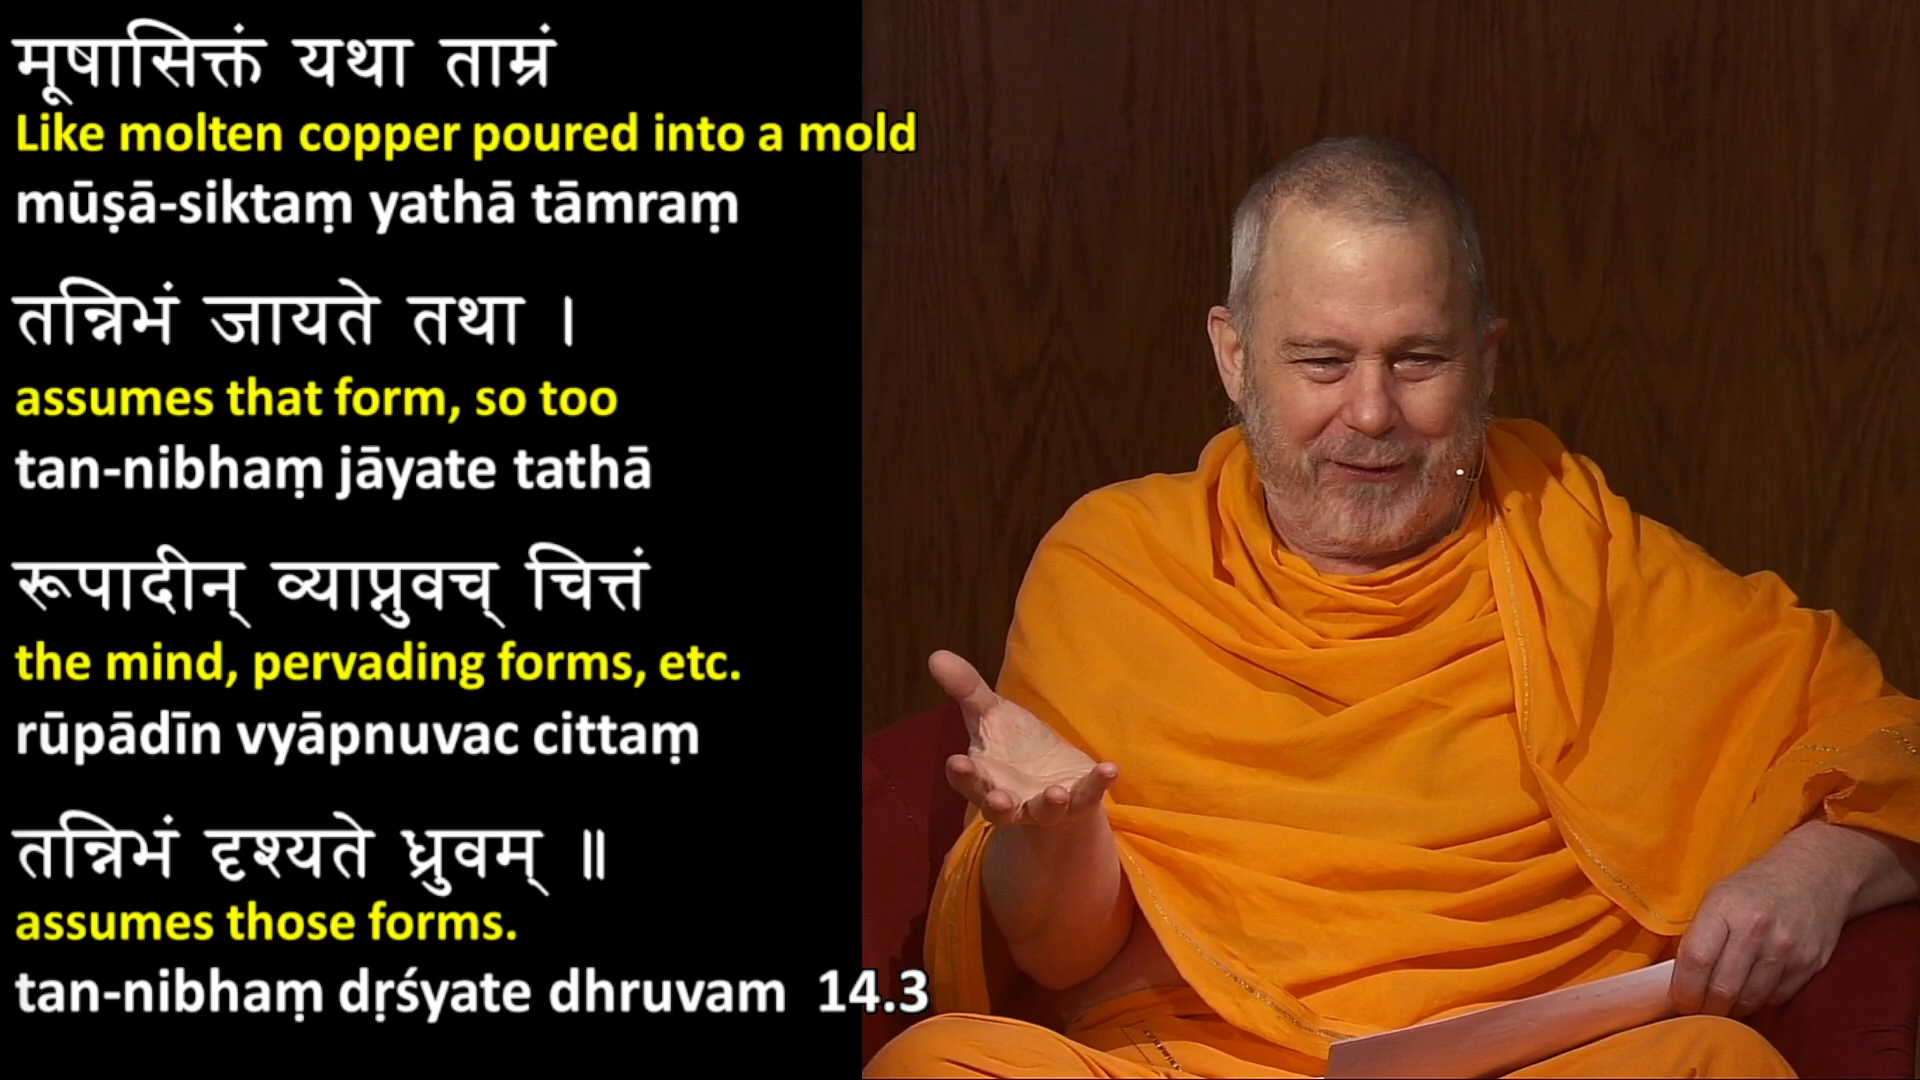 मूषासिक्तं यथा ताम्रं
Like molten copper poured into a mold
mūṣā-siktaṃ yathā tāmraṃ
तन्निभं जायते तथा ।
assumes that form, so too
tan-nibhaṃ jāyate tathā
रूपादीन् व्याप्नुवच् चित्तं
the mind, pervading forms, etc.
rūpādīn vyāpnuvac cittaṃ
तन्निभं दृश्यते ध्रुवम् ॥
assumes those forms.
tan-nibhaṃ dṛśyate dhruvam 14.3